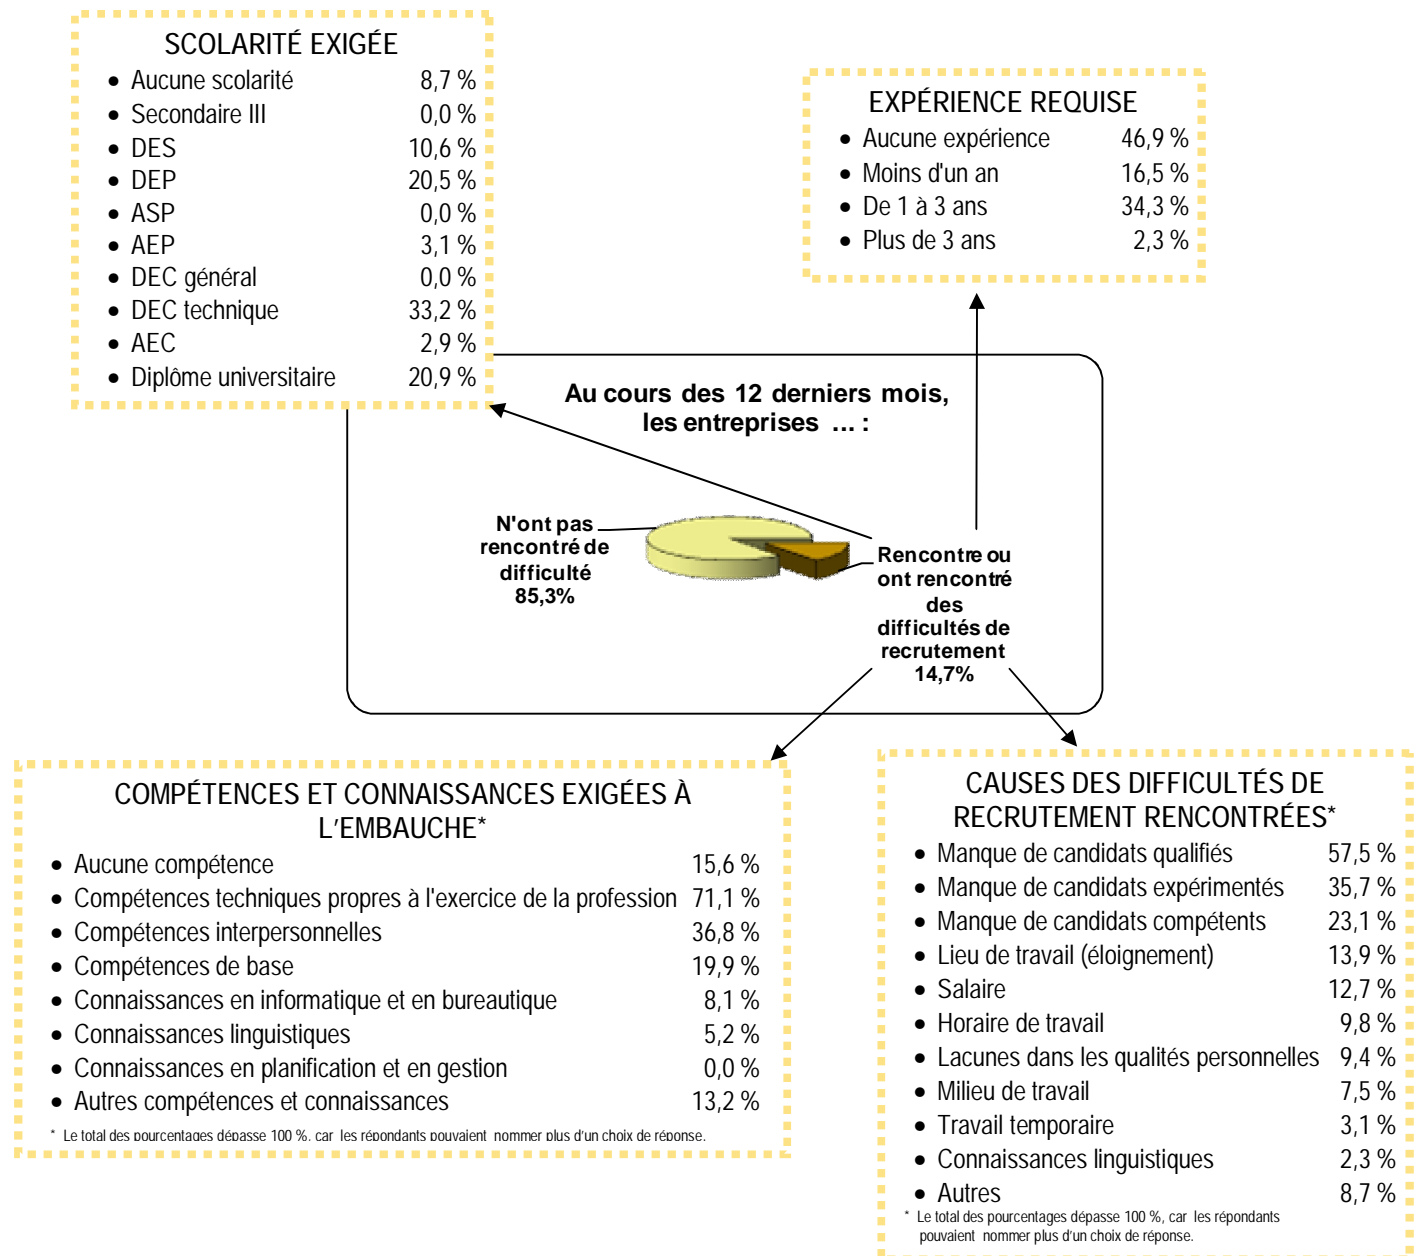 SCOLARITÉ EXIGÉE
• Aucune scolarité 8,7 %
• Secondaire III 0,0 %
• DES 10,6 %
• DEP 20,5 %
• ASP 0,0 %
• AEP 3,1 %
• DEC général 0,0 %
• DEC technique 33,2 %
• AEC 2,9 %
• Diplôme universitaire 20,9 %
EXPÉRIENCE REQUISE
• Aucune expérience 46,9 %
• Moins d'un an 16,5 %
• De 1 à 3 ans 34,3 %
• Plus de 3 ans 2,3 %
Au cours des 12 derniers mois,
les entreprises ... :
N'ont pas
rencontré de
difficulté
85,3%
Rencontre ou
ont rencontré
des
difficultés de
recrutement
14,7%
COMPÉTENCES ET CONNAISSANCES EXIGÉES À
L'EMBAUCHE*
• Aucune compétence 15,6 %
• Compétences techniques propres à l'exercice de la profession 71,1 %
• Compétences interpersonnelles 36,8 %
• Compétences de base 19,9 %
• Connaissances en informatique et en bureautique 8,1 %
• Connaissances linguistiques 5,2 %
• Connaissances en planification et en gestion 0,0 %
• Autres compétences et connaissances 13,2 %
* Le total des pourcentages dépasse 100 %, car les répondants pouvaient nommer plus d'un choix de réponse.
CAUSES DES DIFFICULTÉS DE
RECRUTEMENT RENCONTRÉES*
• Manque de candidats qualifiés 57,5 %
• Manque de candidats expérimentés 35,7 %
• Manque de candidats compétents 23,1 %
• Lieu de travail (éloignement) 13,9 %
• Salaire 12,7 %
• Horaire de travail 9,8 %
• Lacunes dans les qualités personnelles 9,4 %
• Milieu de travail 7,5 %
• Travail temporaire 3,1 %
• Connaissances linguistiques 2,3 %
• Autres 8,7 %
* Le total des pourcentages dépasse 100 %, car les répondants
pouvaient nommer plus d'un choix de réponse.